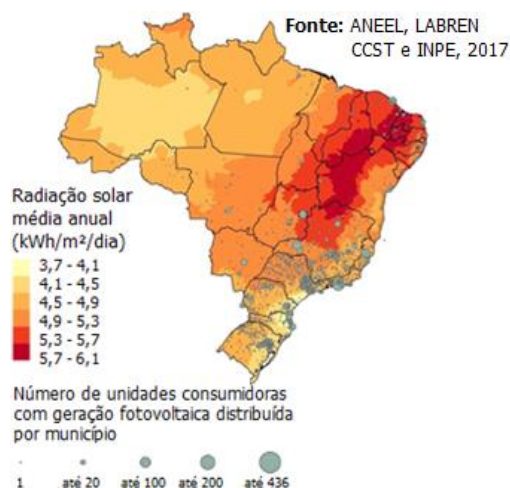 Fonte: ANEEL, LABREN
CCST e INPE, 2017
Radiação solar
média anual
(kWh/m²/dia)
3,7 - 4,1
4,1 - 4,5
4,5 - 4,9
4,9 - 5,3
5,3 - 5,7
5,7 - 6,1
Número de unidades consumidoras
com geração fotovoltaica distribuída
por município
1 até 20 até 100 até 200 até 436